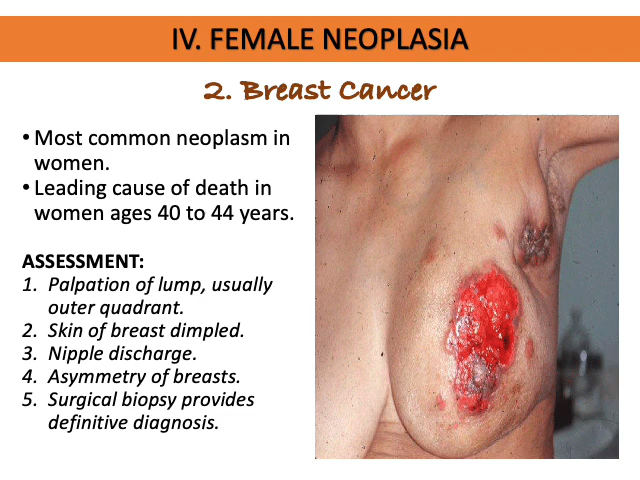 IV. FEMALE NEOPLASIA
2. Breast Cancer
• Most common neoplasm in
women.
• Leading cause of death in
women ages 40 to 44 years.
ASSESSMENT:
1. Palpation of lump, usually
outer quadrant.
2. Skin of breast dimpled.
3. Nipple discharge.
4. Asymmetry of breasts.
5. Surgical biopsy provides
definitive diagnosis.